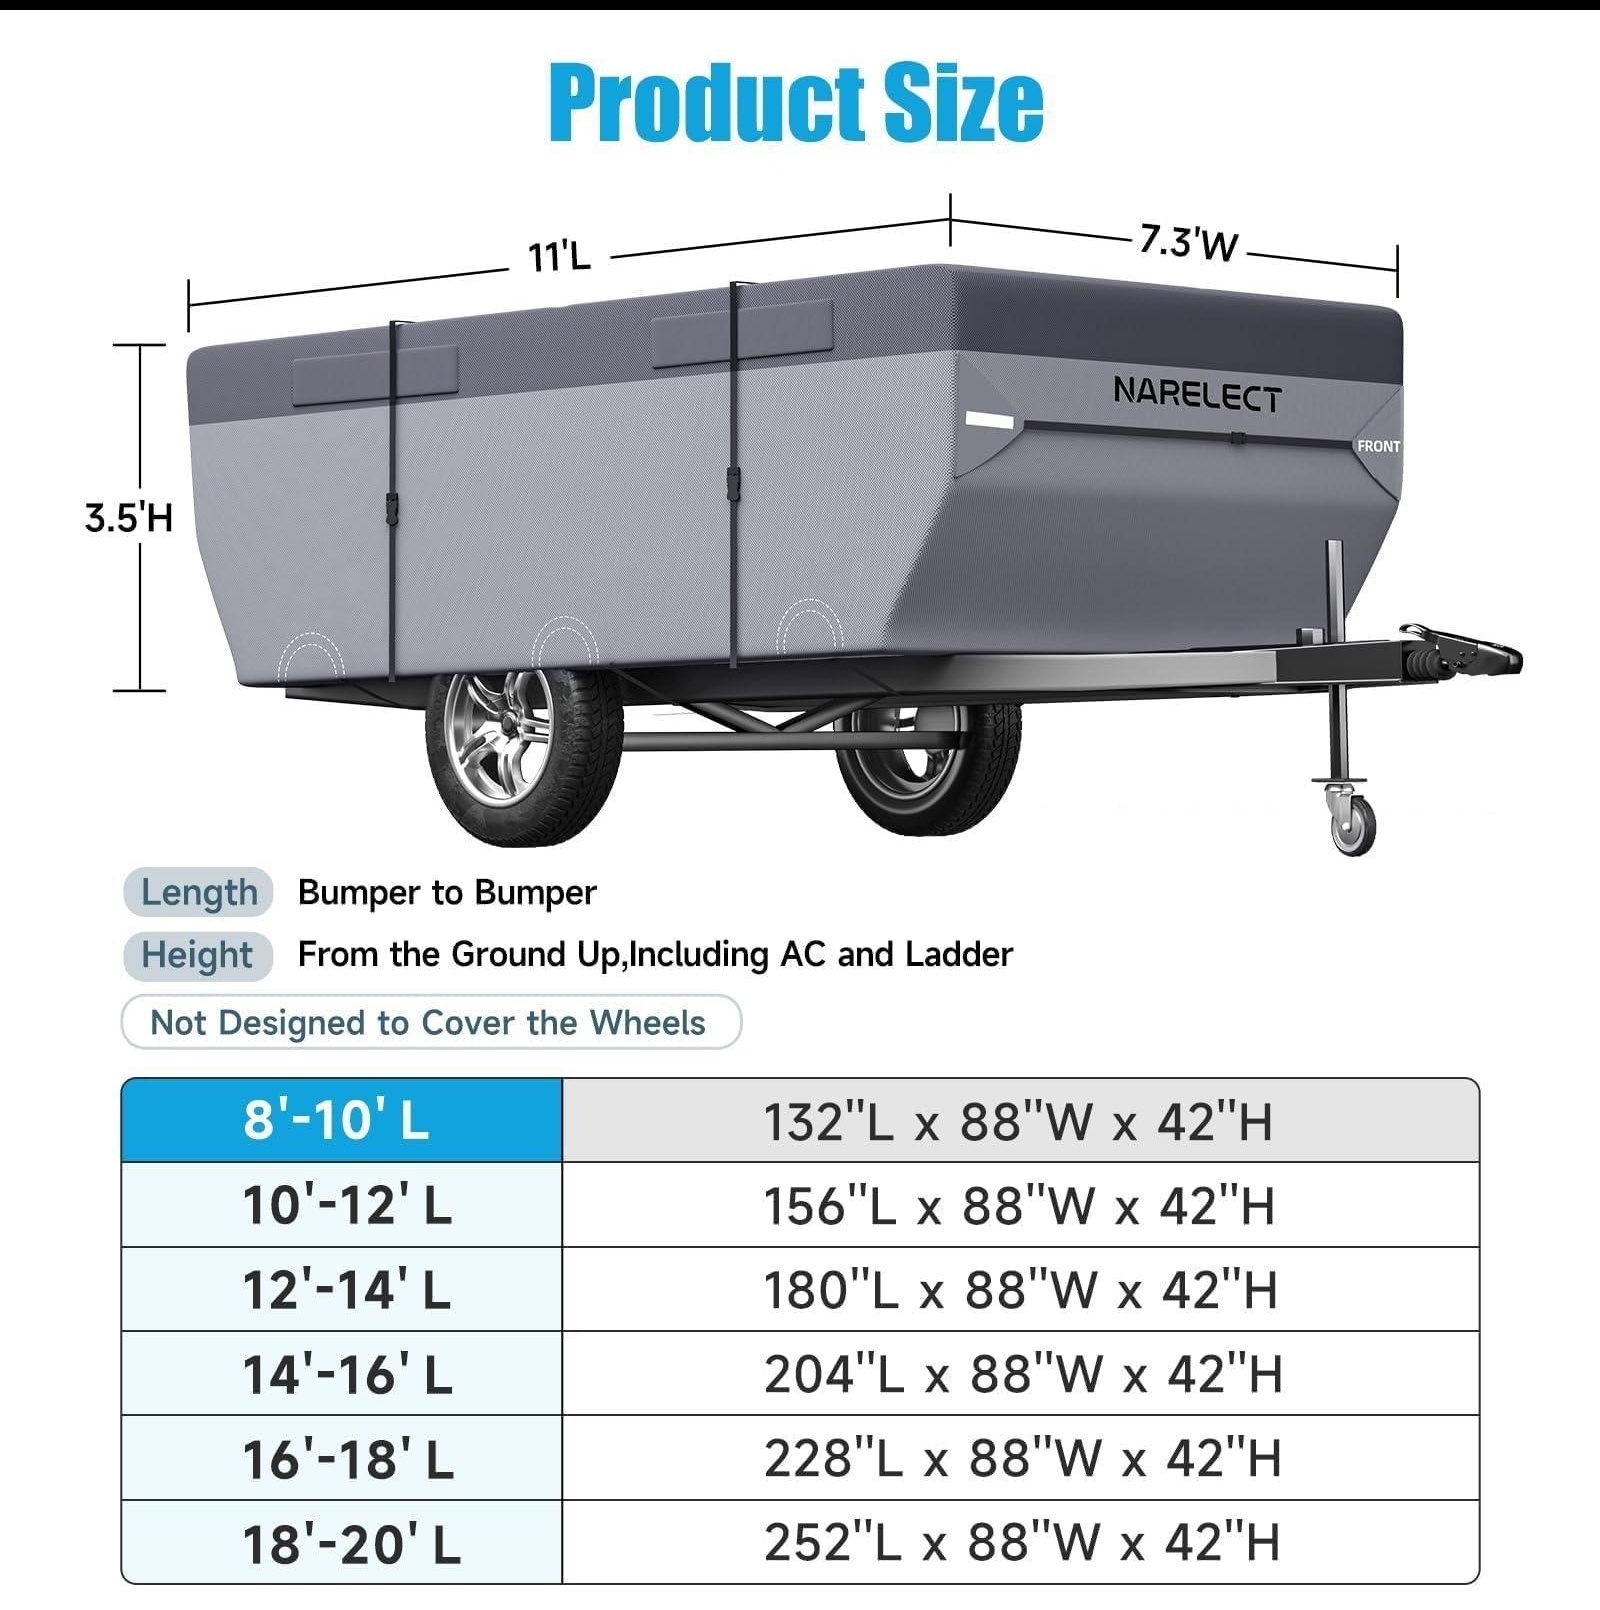 Product Size
11'L
7.3'W
NARELECT
FRONT
3.5'H
Length Bumper to Bumper
Height From the Ground Up,Including AC and Ladder
Not Designed to Cover the Wheels
8'-10' L 132"L x 88"W x 42"H
10'-12' L 156"L x 88"W x 42"H
12'-14' L 180"L x 88"W x 42"H
14'-16' L 204"L x 88"W x 42"H
16'-18' L 228"L x 88"W x 42"H
18'-20' L 252"L x 88"W x 42"H